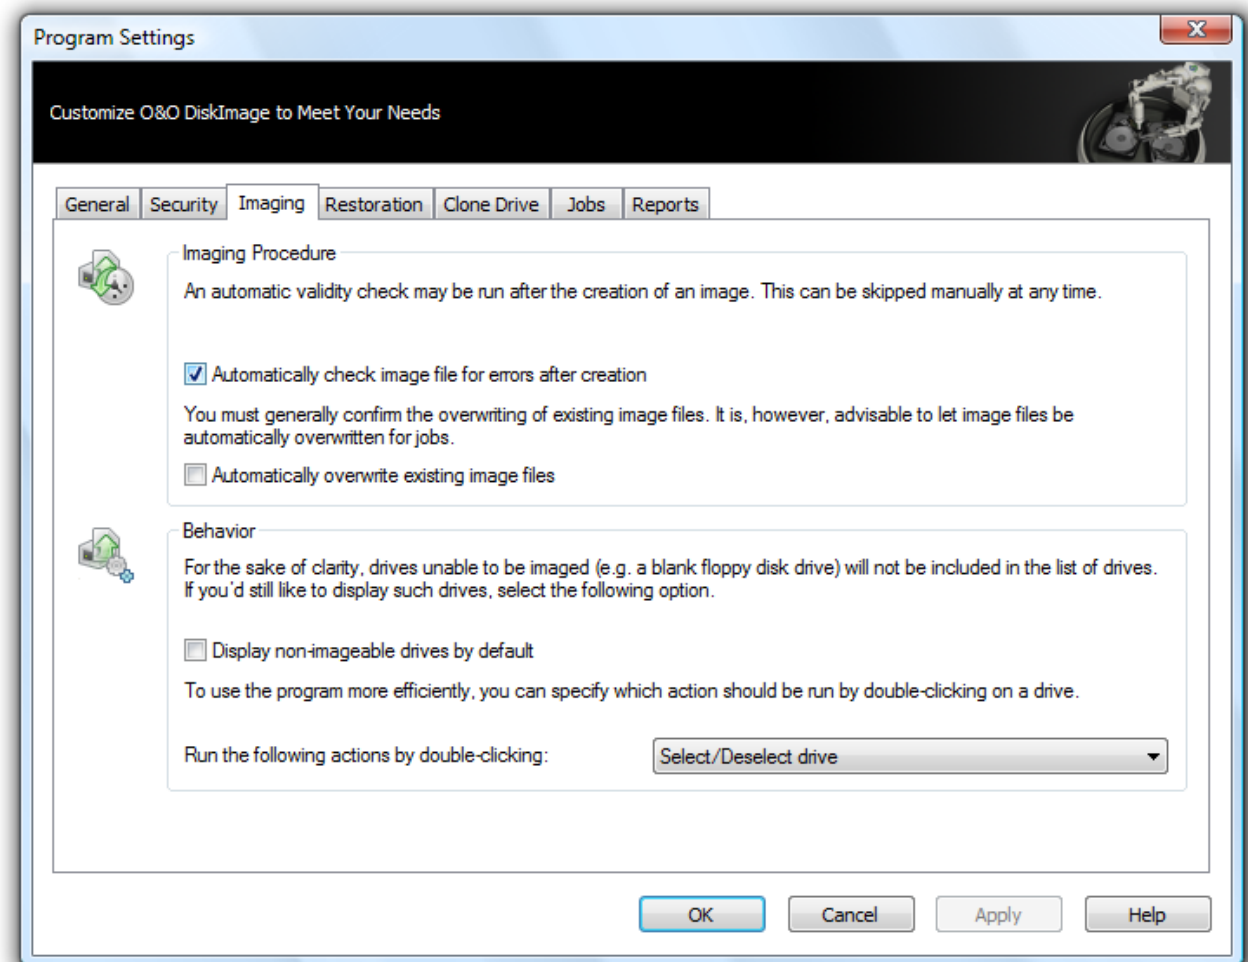 Program Settings
Customize O&O DiskImage to Meet Your Needs
General Security Imaging Restoration Clone Drive Jobs Reports
Imaging Procedure
An automatic validity check may be run after the creation of an image. This can be skipped manually at any time.
Automatically check image file for errors after creation
You must generally confirm the overwriting of existing image files. It is, however, advisable to let image files be
automatically overwritten for jobs.
Automatically overwrite existing image files
Behavior
For the sake of clarity, drives unable to be imaged (e.g. a blank floppy disk drive) will not be included in the list of drives.
If you'd still like to display such drives, select the following option.
Display non-imageable drives by default
To use the program more efficiently, you can specify which action should be run by double-clicking on a drive.
Run the following actions by double-clicking: Select/Deselect drive
OK Cancel Apply Help